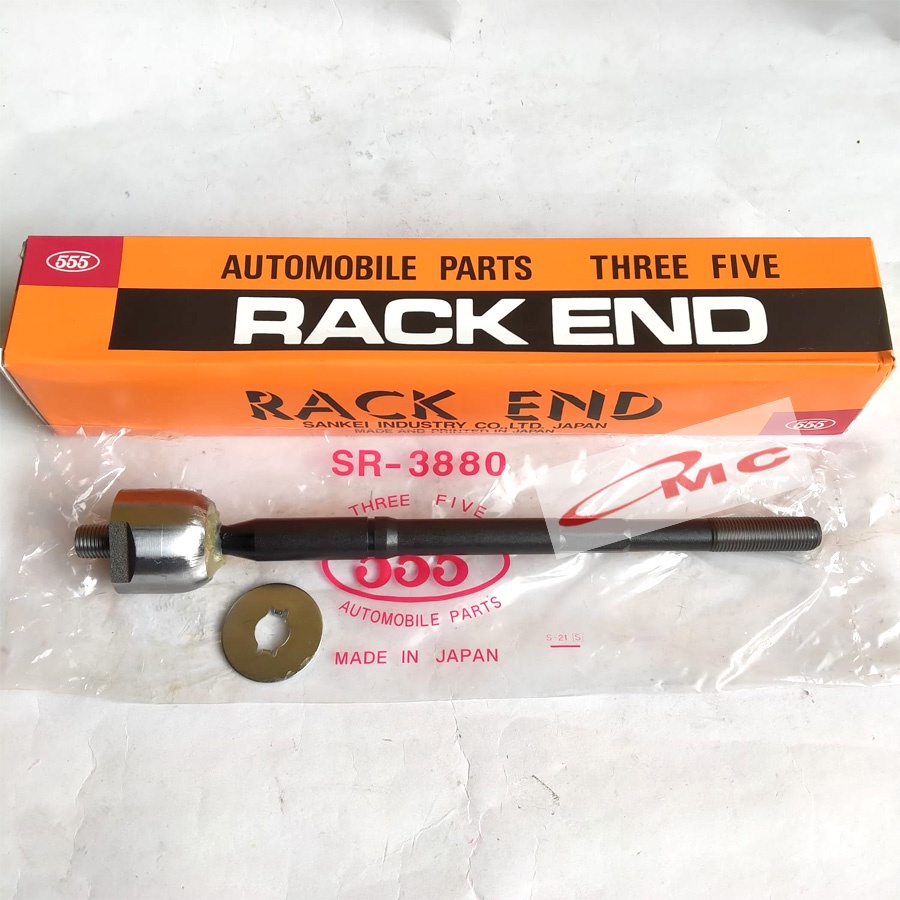 555
AUTOMOBILE PARTS THREE FIVE
RACK END
RACK END
SANKEI INDUSTRY CO.,LTD. JAPAN
MADE AND PRINTED IN JAPAN
555
SR-3880
MC
THREE FIVE
555
AUTOMOBILE PARTS
MADE IN JAPAN
S-21 S